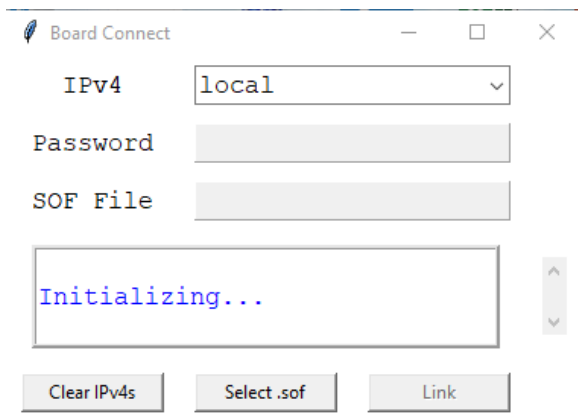 Board Connect
IPv4 local
Password
SOF File
Initializing...
Clear IPv4s Select .sof Link